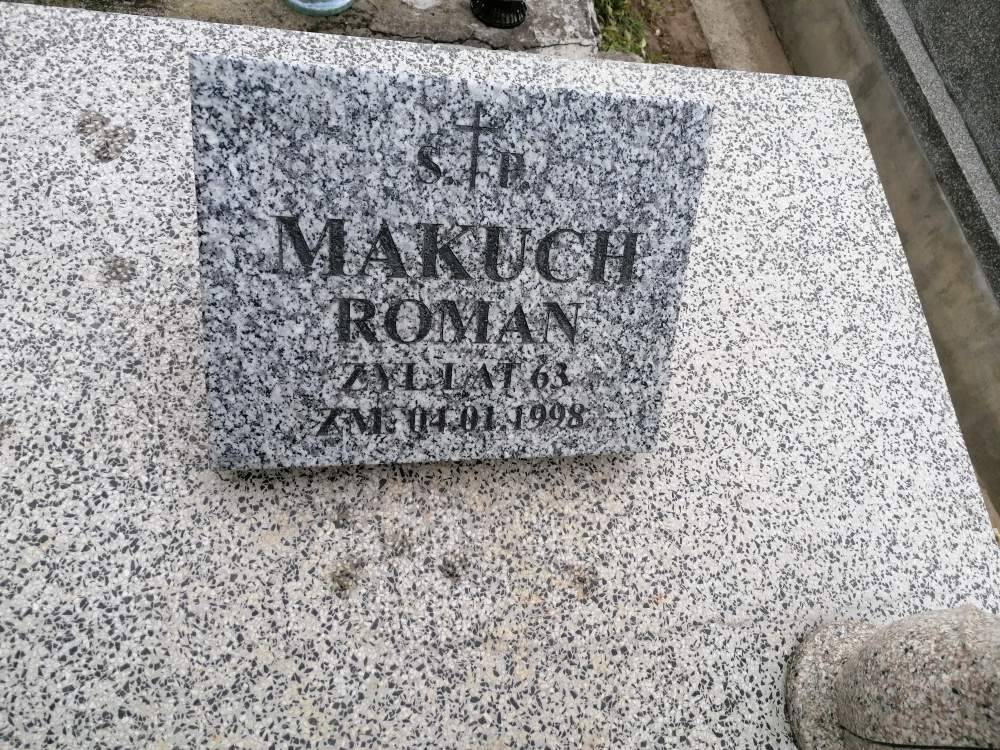 Ś.P.
MAKUCH
ROMAN
ŻYŁ LAT 63
ZM. 04.01.1998